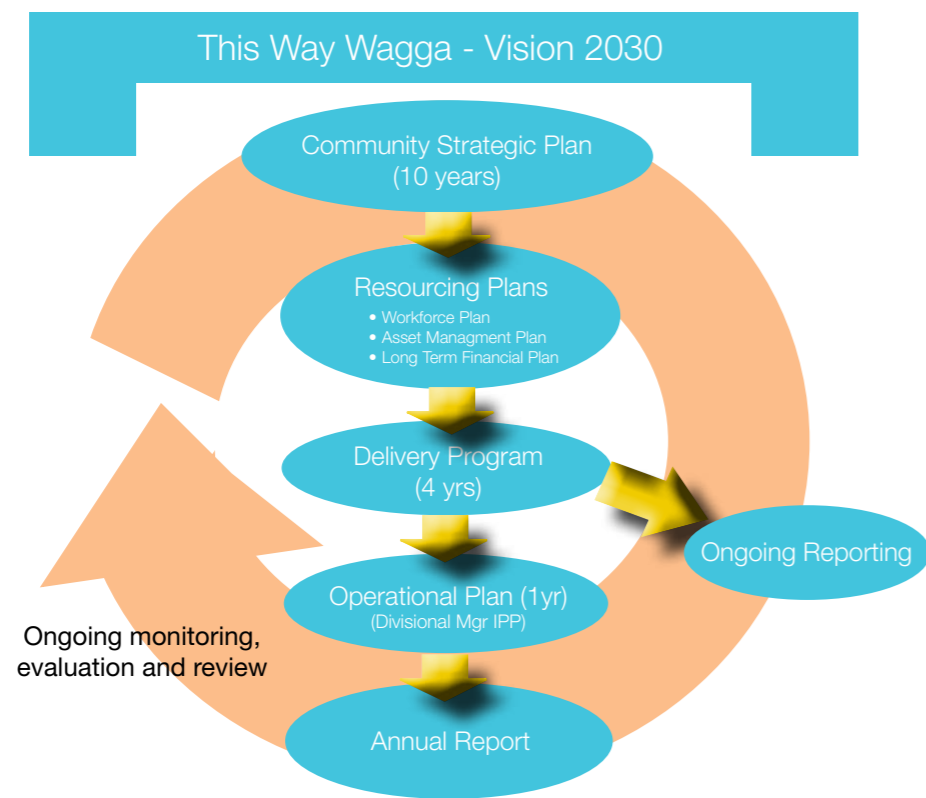 This Way Wagga - Vision 2030
Community Strategic Plan
(10 years)
Resourcing Plans
• Workforce Plan
• Asset Managment Plan
• Long Term Financial Plan
Delivery Program
(4 yrs)
Ongoing Reporting
Operational Plan (1yr)
(Divisional Mgr IPP)
Ongoing monitoring,
evaluation and review
Annual Report